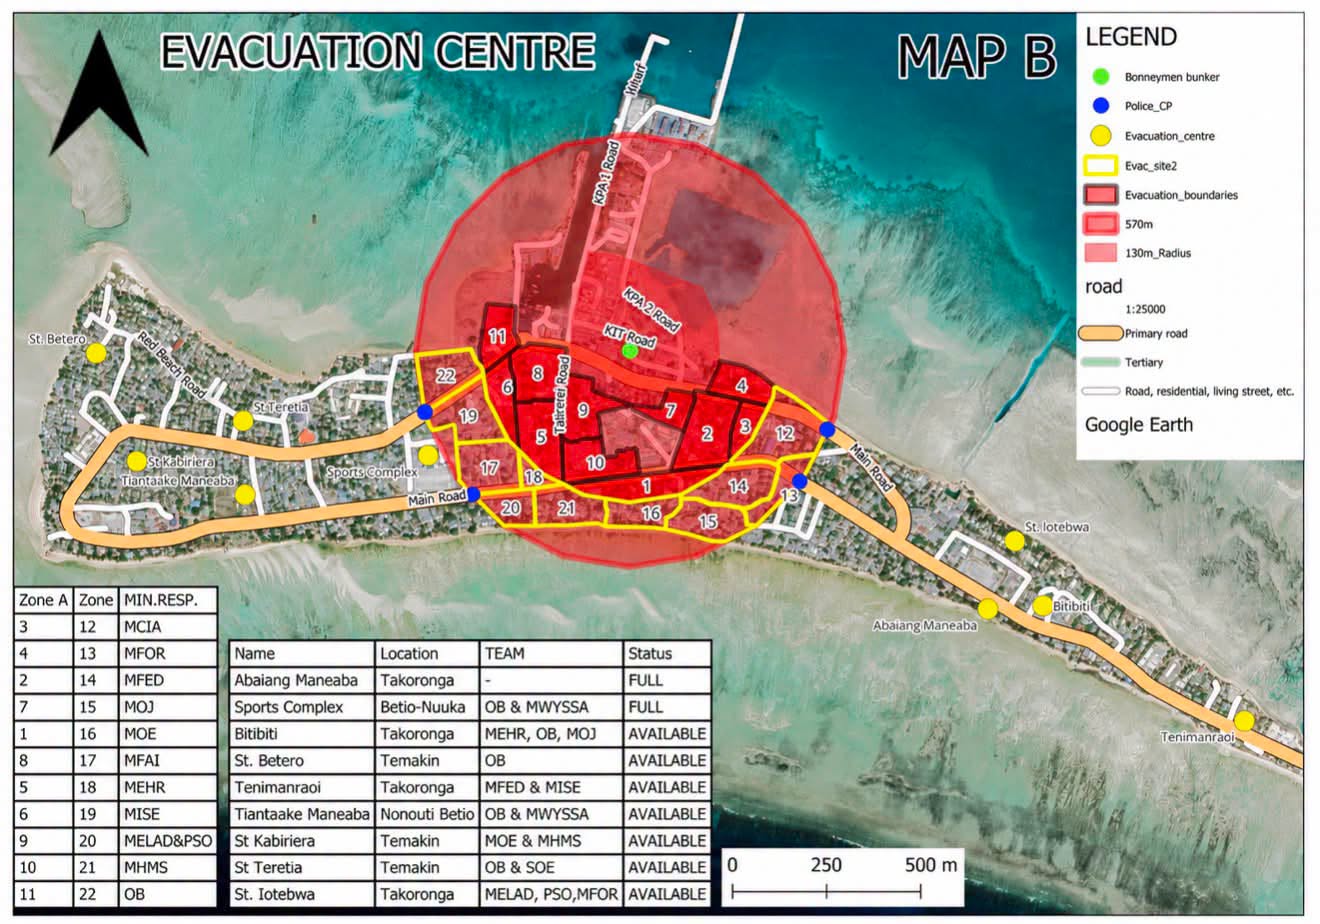 EVACUATION CENTRE
MAP B
LEGEND
Bonneymen bunker
Police_CP
Evacuation_centre
Evac_site2
Evacuation_boundaries
570m
130m_Radius
road
1:25000
Primary road
Tertiary
Road, residential, living street, etc.
Google Earth
KPA 1 Road
KPA 2 Road
KIT Road
St. Betero
Red Beach Road
St Teretia
St Kabiriera
Tiantaake Maneaba
Sports Complex
Main Road
Main Road
St. Iotebwa
Bitibiti
Abaiang Maneaba
Tenimanraoi
11
22
8
6
4
19
9
7
5
2
3
12
17
10
18
1
14
13
20
21
16
15
Zone A Zone MIN.RESP.
3 12 MCIA
4 13 MFOR
2 14 MFED
7 15 MOJ
1 16 MOE
8 17 MFAI
5 18 MEHR
6 19 MISE
9 20 MELAD&PSO
10 21 MHMS
11 22 OB
Name Location TEAM Status
Abaiang Maneaba Takoronga - FULL
Sports Complex Betio-Nuuka OB & MWYSSA FULL
Bitibiti Takoronga MEHR, OB, MOJ AVAILABLE
St. Betero Temakin OB AVAILABLE
Tenimanraoi Takoronga MFED & MISE AVAILABLE
Tiantaake Maneaba Nonouti Betio OB & MWYSSA AVAILABLE
St Kabiriera Temakin MOE & MHMS AVAILABLE
St Teretia Temakin OB & SOE AVAILABLE
St. Iotebwa Takoronga MELAD, PSO,MFOR AVAILABLE
0 250 500 m